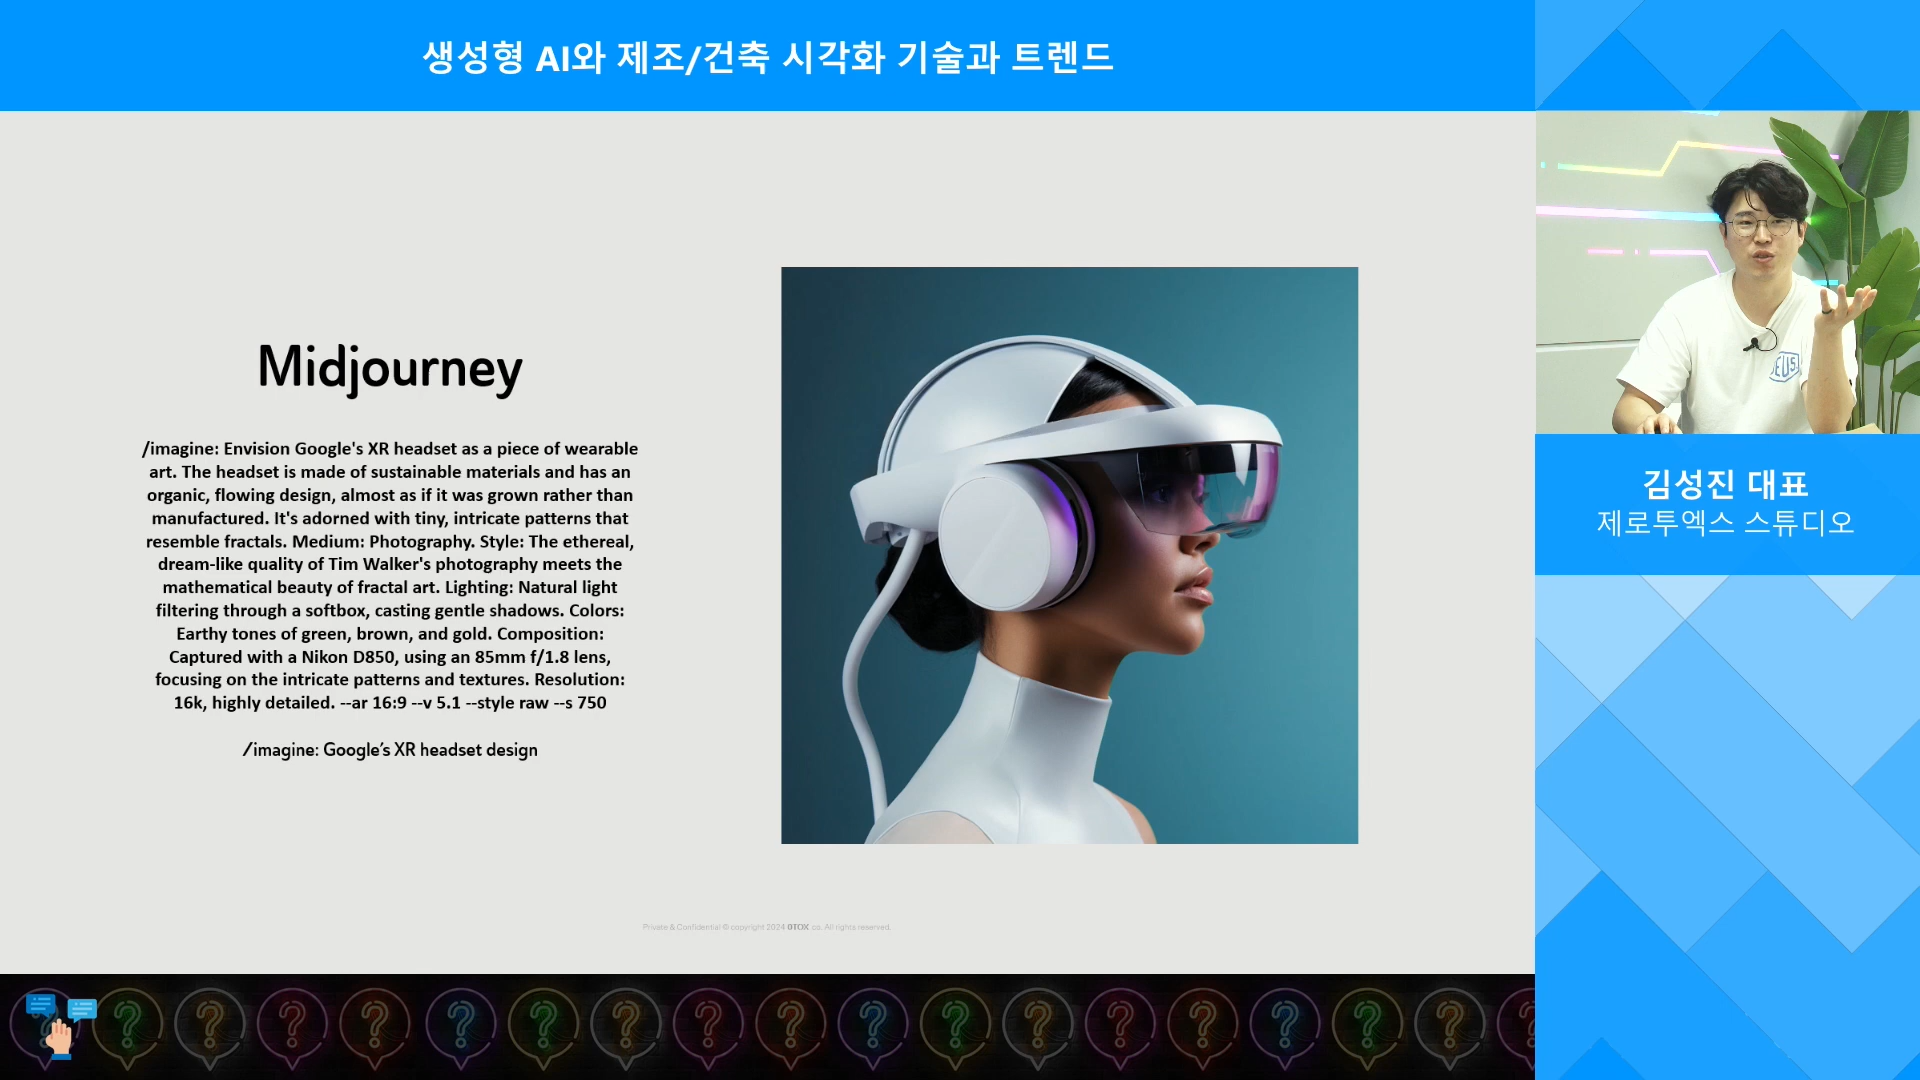 생성형 AI와 제조/건축 시각화 기술과 트렌드
Midjourney
/imagine: Envision Google's XR headset as a piece of wearable
art. The headset is made of sustainable materials and has an
organic, flowing design, almost as if it was grown rather than
manufactured. It's adorned with tiny, intricate patterns that
resemble fractals. Medium: Photography. Style: The ethereal,
dream-like quality of Tim Walker's photography meets the
mathematical beauty of fractal art. Lighting: Natural light
filtering through a softbox, casting gentle shadows. Colors:
Earthy tones of green, brown, and gold. Composition:
Captured with a Nikon D850, using an 85mm f/1.8 lens,
focusing on the intricate patterns and textures. Resolution:
16k, highly detailed. --ar 16:9 --v 5.1 --style raw --s 750
/imagine: Google’s XR headset design
Private & Confidential © copyright 2024 0TOX .co. All rights reserved.
김성진 대표
제로투엑스 스튜디오